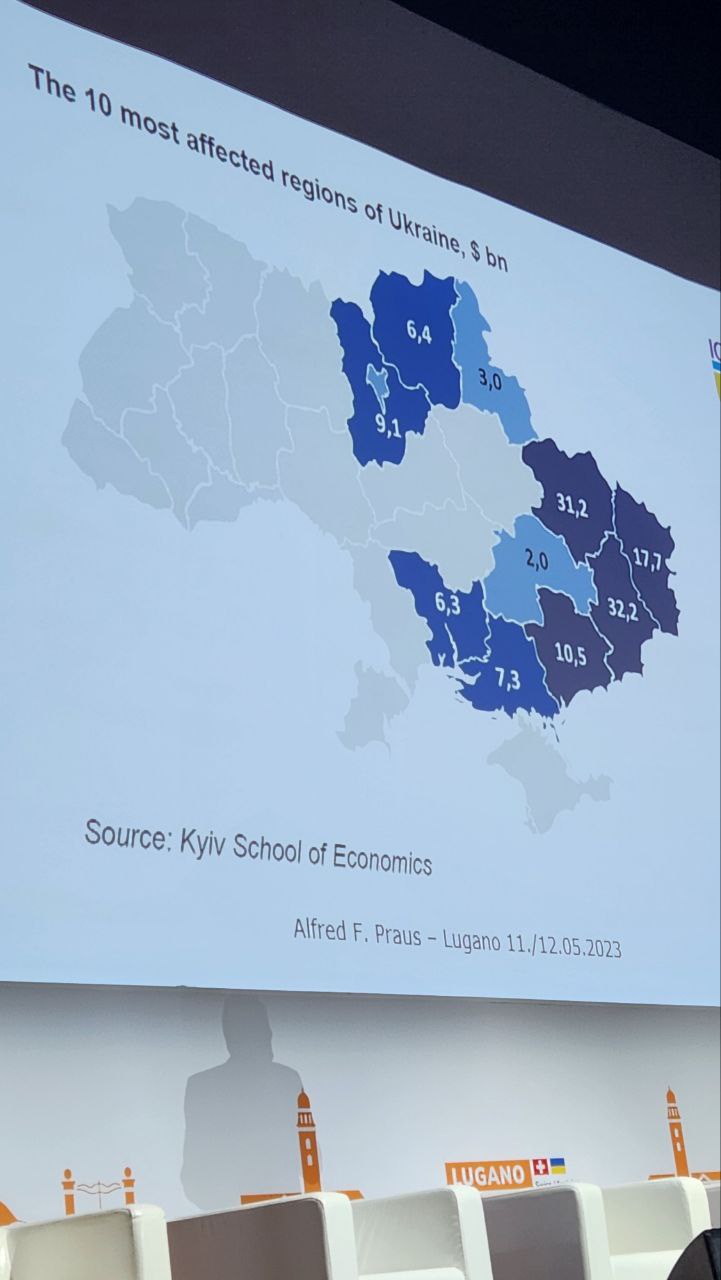 The 10 most affected regions of Ukraine, $ bn
6,4
3,0
9,1
31,2
17,7
2,0
32,2
6,3
10,5
7,3
Source: Kyiv School of Economics
Alfred F. Praus – Lugano 11./12.05.2023
LUGANO